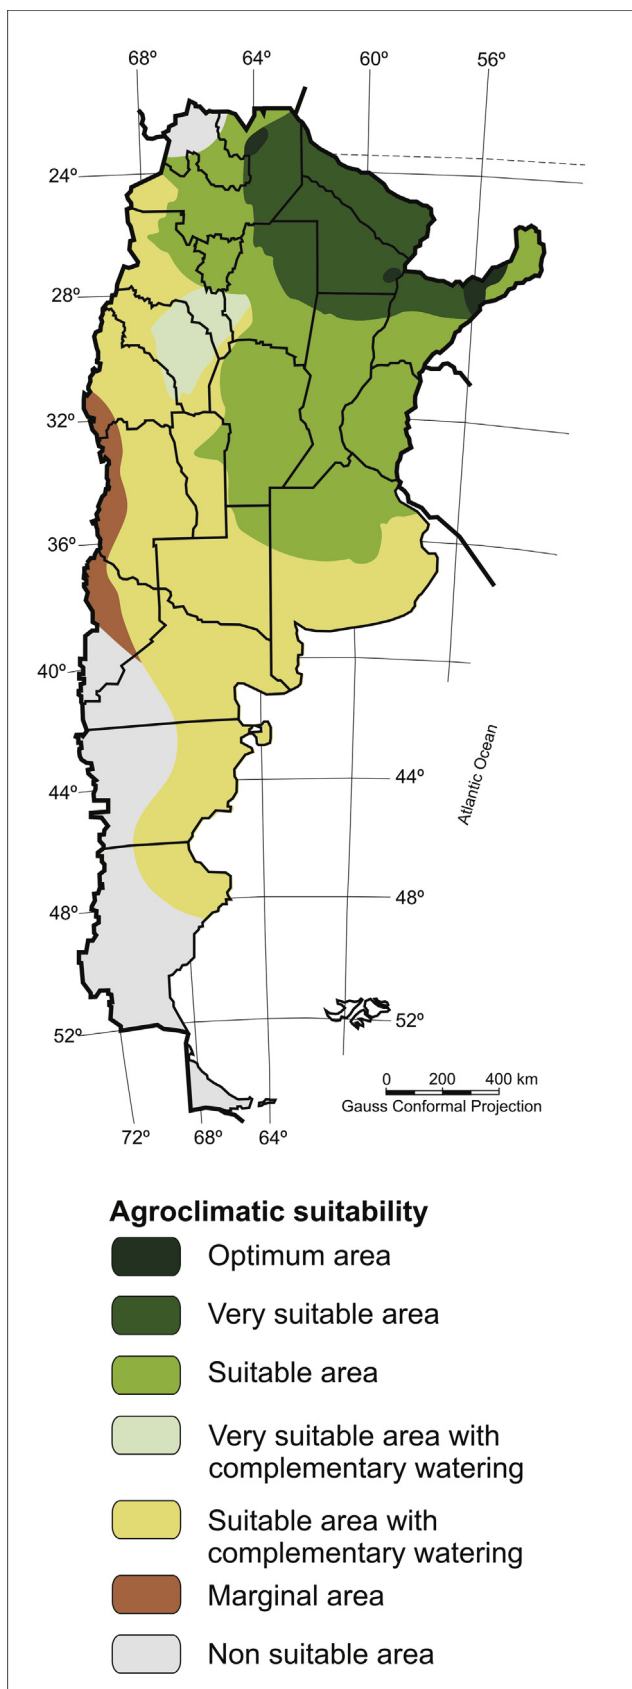 68º 64º 60º 56º
24º
28º
32º
36º
40º
Atlantic Ocean
44º 44º
48º 48º
52º 52º
0 200 400 km
Gauss Conformal Projection
72º 68º 64º
Agroclimatic suitability
Optimum area
Very suitable area
Suitable area
Very suitable area with
complementary watering
Suitable area with
complementary watering
Marginal area
Non suitable area